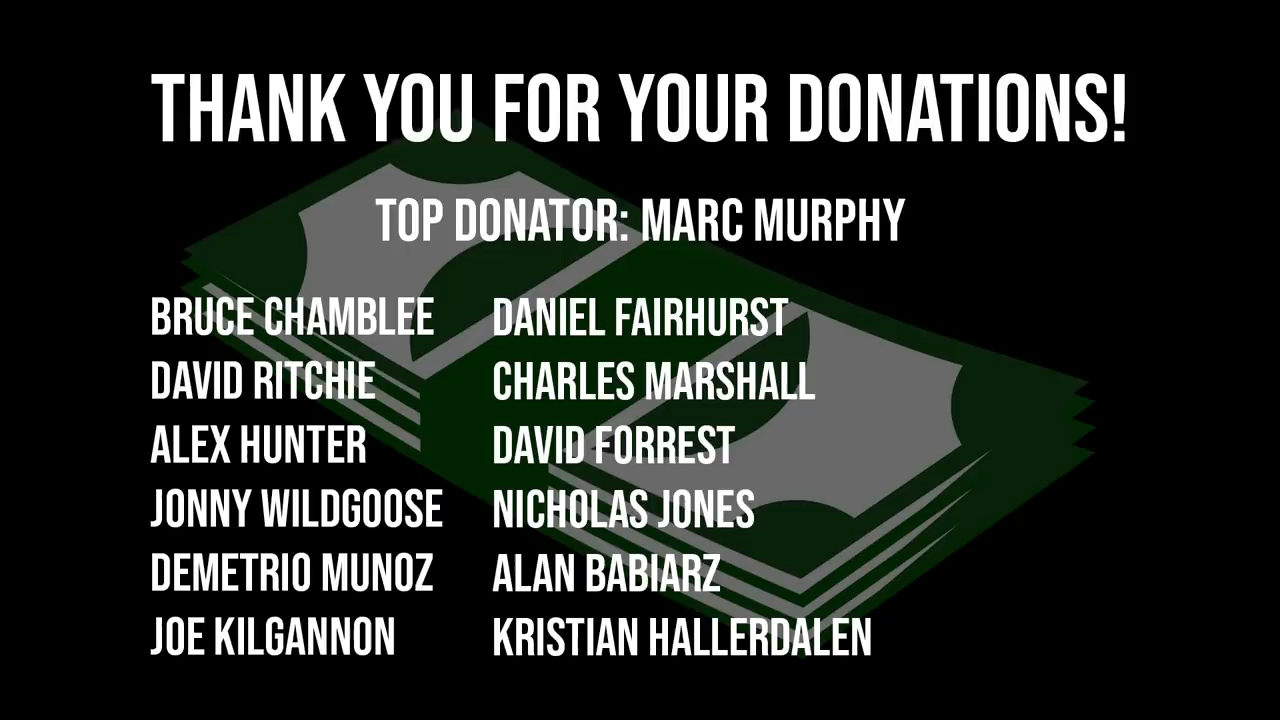 THANK YOU FOR YOUR DONATIONS!
TOP DONATOR: MARC MURPHY
BRUCE CHAMBLEE
DAVID RITCHIE
ALEX HUNTER
JONNY WILDGOOSE
DEMETRIO MUNOZ
JOE KILGANNON
DANIEL FAIRHURST
CHARLES MARSHALL
DAVID FORREST
NICHOLAS JONES
ALAN BABIARZ
KRISTIAN HALLERDALEN